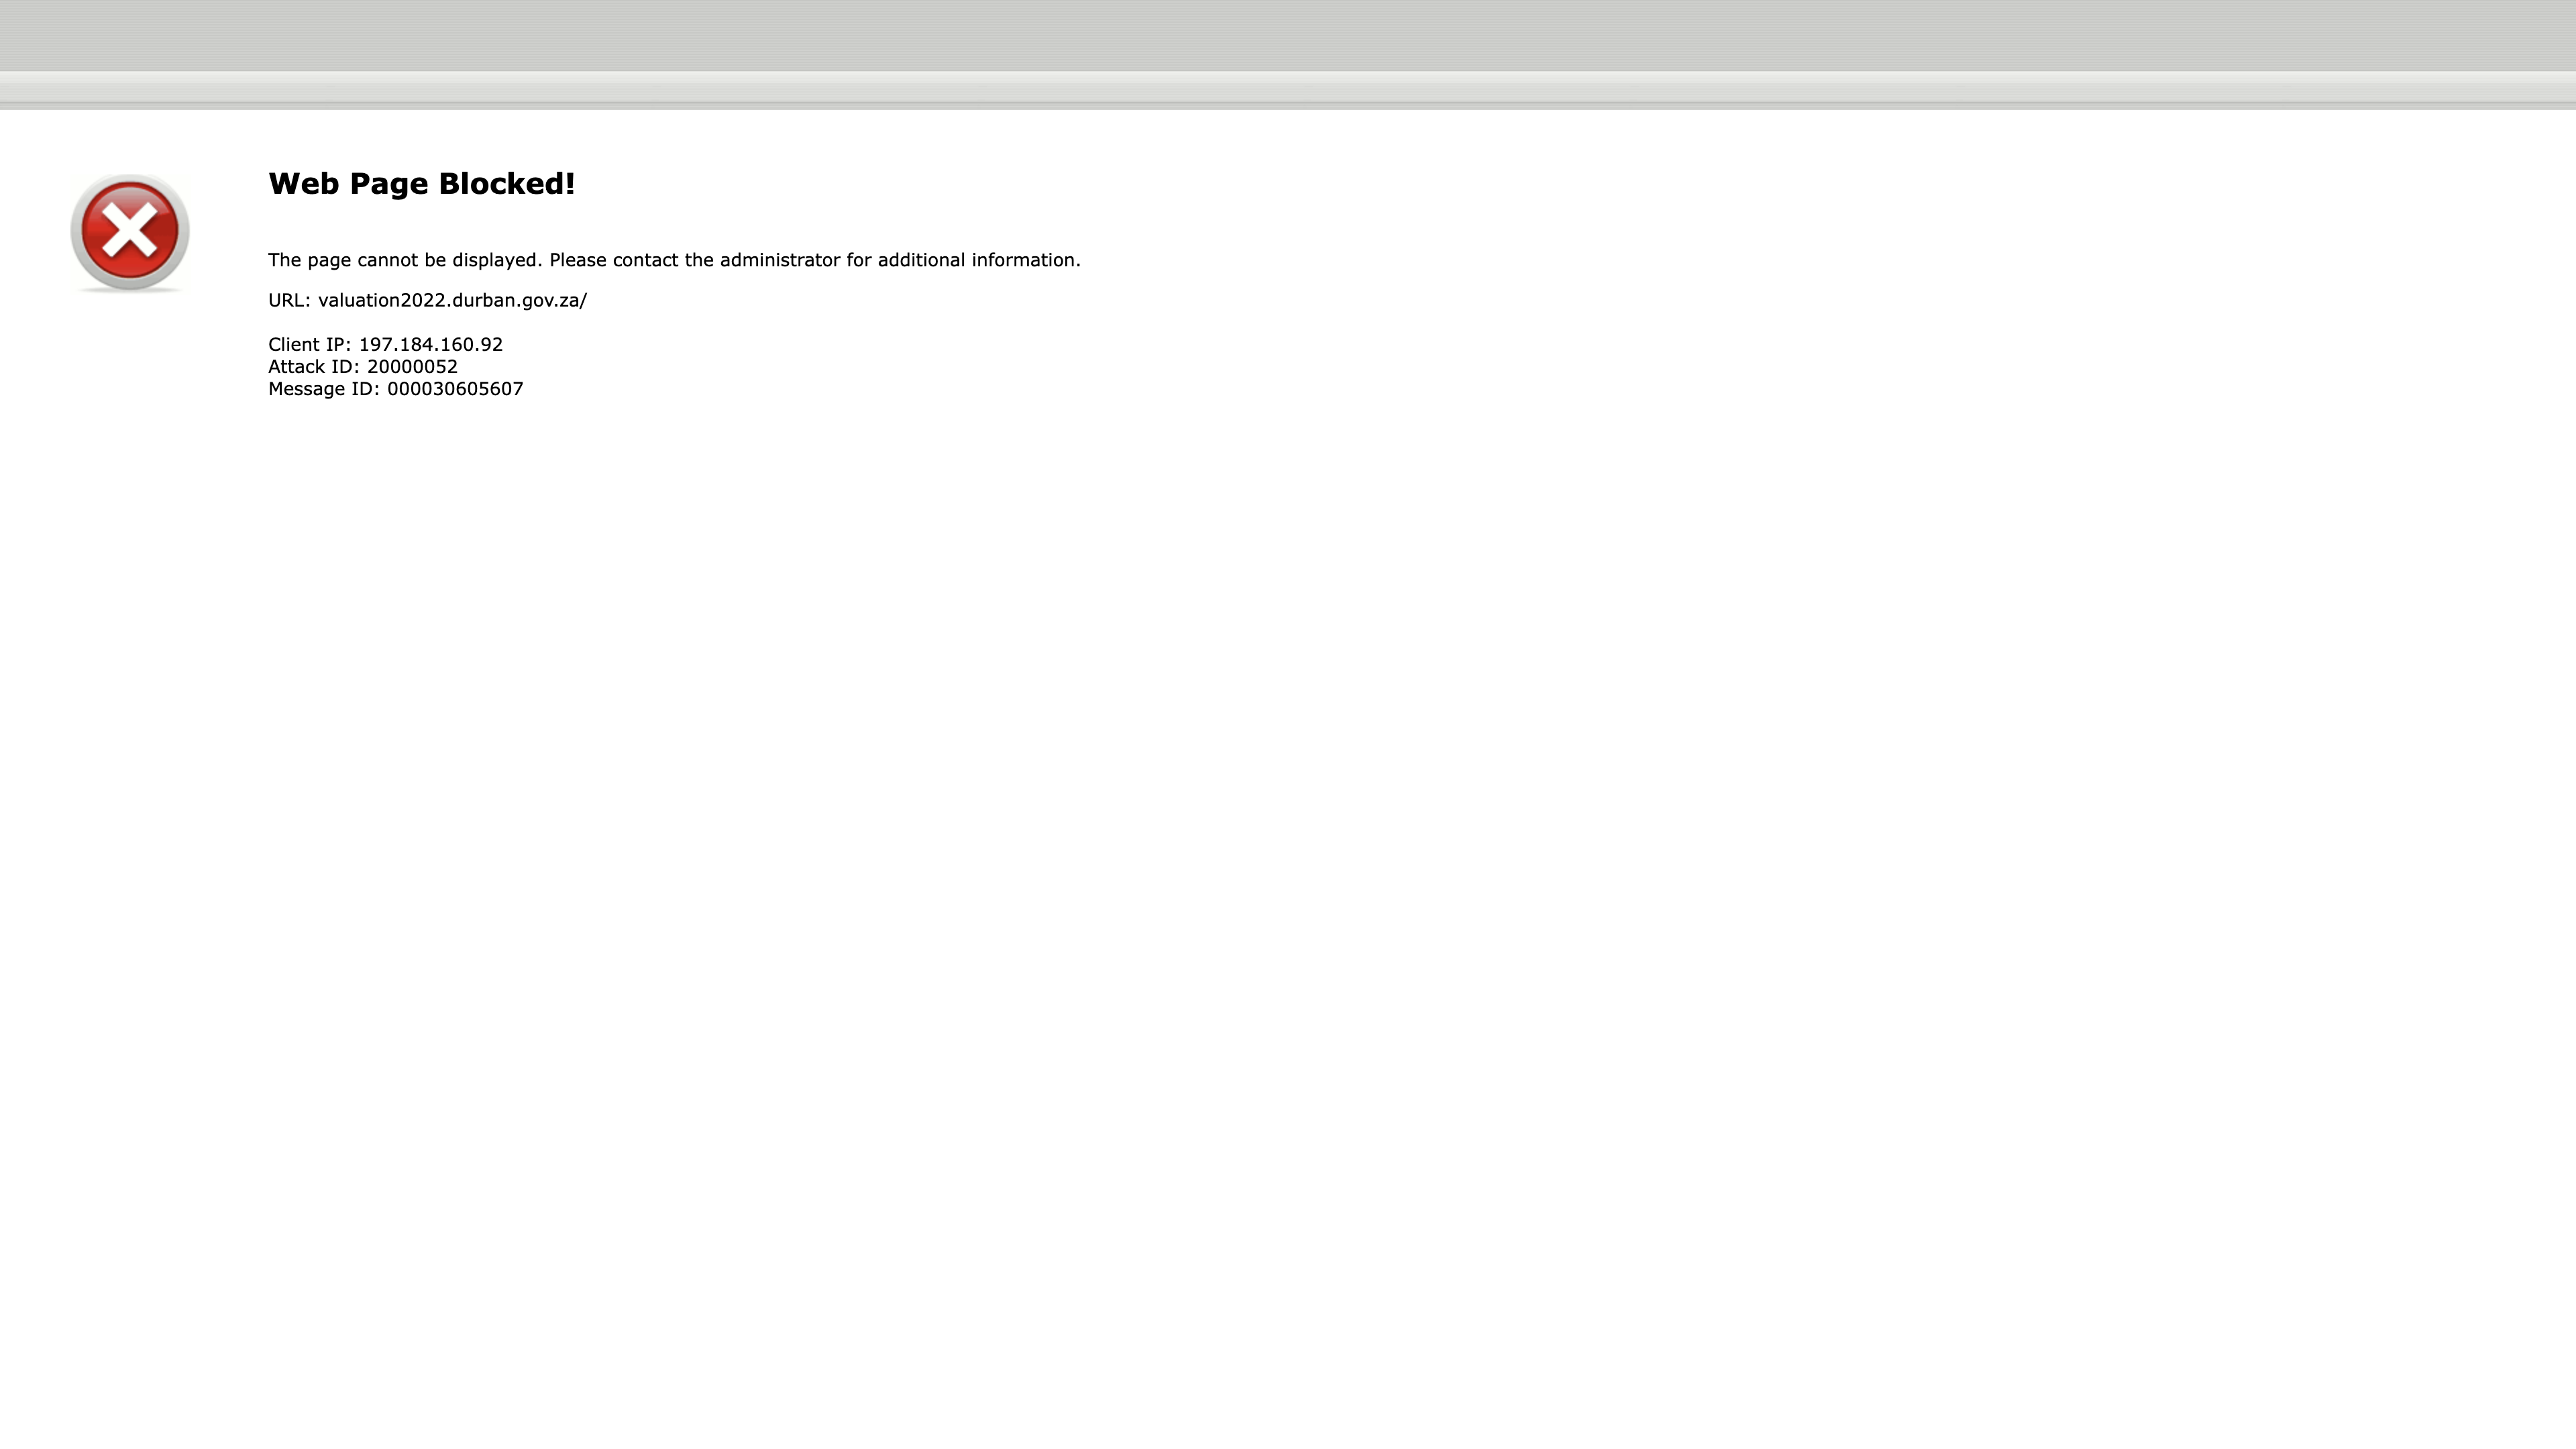 Web Page Blocked!
The page cannot be displayed. Please contact the administrator for additional information.
URL: valuation2022.durban.gov.za/
Client IP: 197.184.160.92
Attack ID: 20000052
Message ID: 000030605607